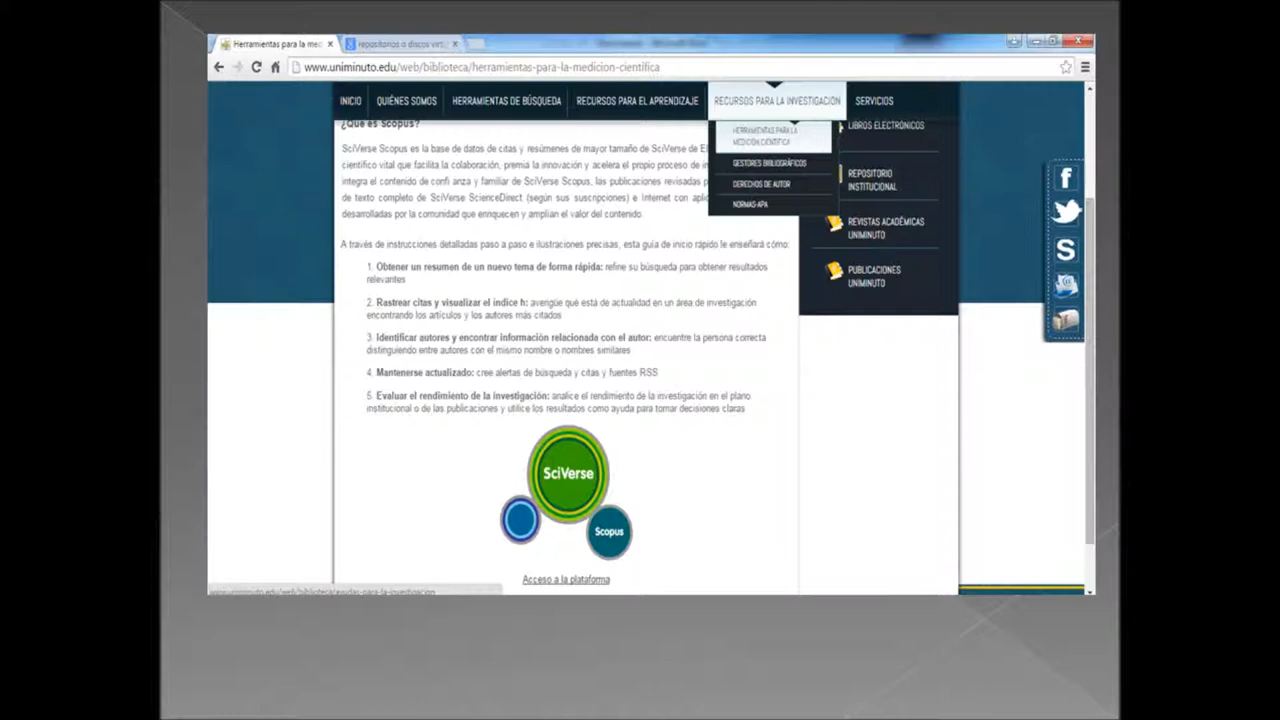 Herramientas para la med
repositorios o discos virt
www.uniminuto.edu/web/biblioteca/herramientas-para-la-medicion-cientifica
INICIO
QUIÉNES SOMOS
HERRAMIENTAS DE BÚSQUEDA
RECURSOS PARA EL APRENDIZAJE
RECURSOS PARA LA INVESTIGACIÓN
SERVICIOS
HERRAMIENTAS PARA LA
MEDICIÓN CIENTÍFICA
GESTORES BIBLIOGRÁFICOS
DERECHOS DE AUTOR
NORMAS-APA
¿Qué es Scopus?
SciVerse Scopus es la base de datos de citas y resúmenes de mayor tamaño de SciVerse de El
científico vital que facilita la colaboración, premia la innovación y acelera el propio proceso de in
integra el contenido de confi anza y familiar de SciVerse Scopus, las publicaciones revisadas p
de texto completo de SciVerse ScienceDirect (según sus suscripciones) e Internet con aplic
desarrolladas por la comunidad que enriquecen y amplían el valor del contenido.
A través de instrucciones detalladas paso a paso e ilustraciones precisas, esta guía de inicio rápido le enseñará cómo:
1. Obtener un resumen de un nuevo tema de forma rápida: refine su búsqueda para obtener resultados
relevantes
2. Rastrear citas y visualizar el índice h: averigüe qué está de actualidad en un área de investigación
encontrando los artículos y los autores más citados
3. Identificar autores y encontrar información relacionada con el autor: encuentre la persona correcta
distinguiendo entre autores con el mismo nombre o nombres similares
4. Mantenerse actualizado: cree alertas de búsqueda y citas y fuentes RSS
5. Evaluar el rendimiento de la investigación: analice el rendimiento de la investigación en el plano
institucional o de las publicaciones y utilice los resultados como ayuda para tomar decisiones claras
SciVerse
Scopus
Acceso a la plataforma
LIBROS ELECTRÓNICOS
REPOSITORIO
INSTITUCIONAL
REVISTAS ACADÉMICAS
UNIMINUTO
PUBLICACIONES
UNIMINUTO
www.uniminuto.edu/web/biblioteca/ayudas-para-la-investigacion